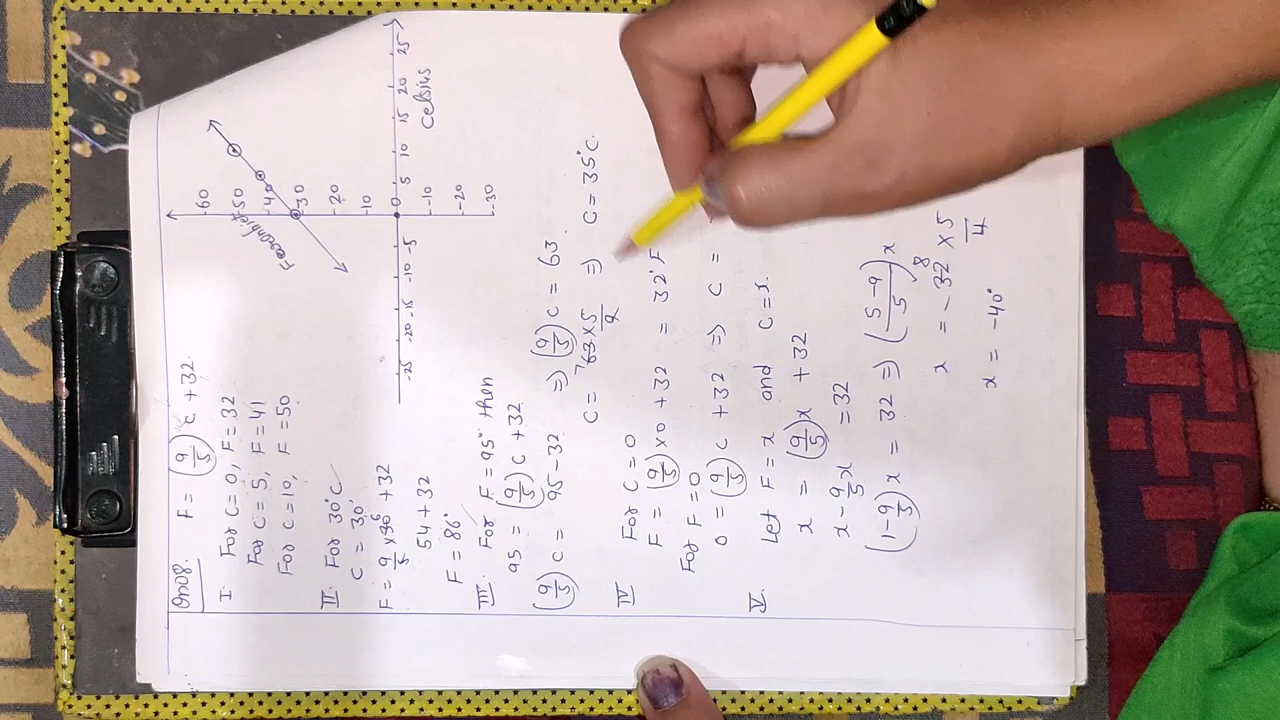 Qno8. F = (9/5) C + 32
I For C = 0, F = 32
For C = 5, F = 41
For C = 10, F = 50
60
50
40
30
20
10
0
-10
-20
-30
-25 -20 -15 -10 -5 5 10 15 20 25
Celsius
II For 30°C
C = 30°
F = 9/5 × 30 6 + 32
54 + 32
F = 86°
III. For F = 95° then
95 = (9/5) C + 32
(9/5) C = 95 - 32 ⇒ (9/5) C = 63
C = 7 63 × 5/9 ⇒ C = 35°C.
IV For C = 0
F = (9/5) × 0 + 32 = 32°F
For F = 0
0 = (9/5) C + 32 ⇒ C =
V. Let F = x and C = x.
x = (9/5) x + 32
x - 9/5 x = 32
(1 - 9/5) x = 32 ⇒ (5-9/5) x
x = - 32 8 × 5/4
x = -40°